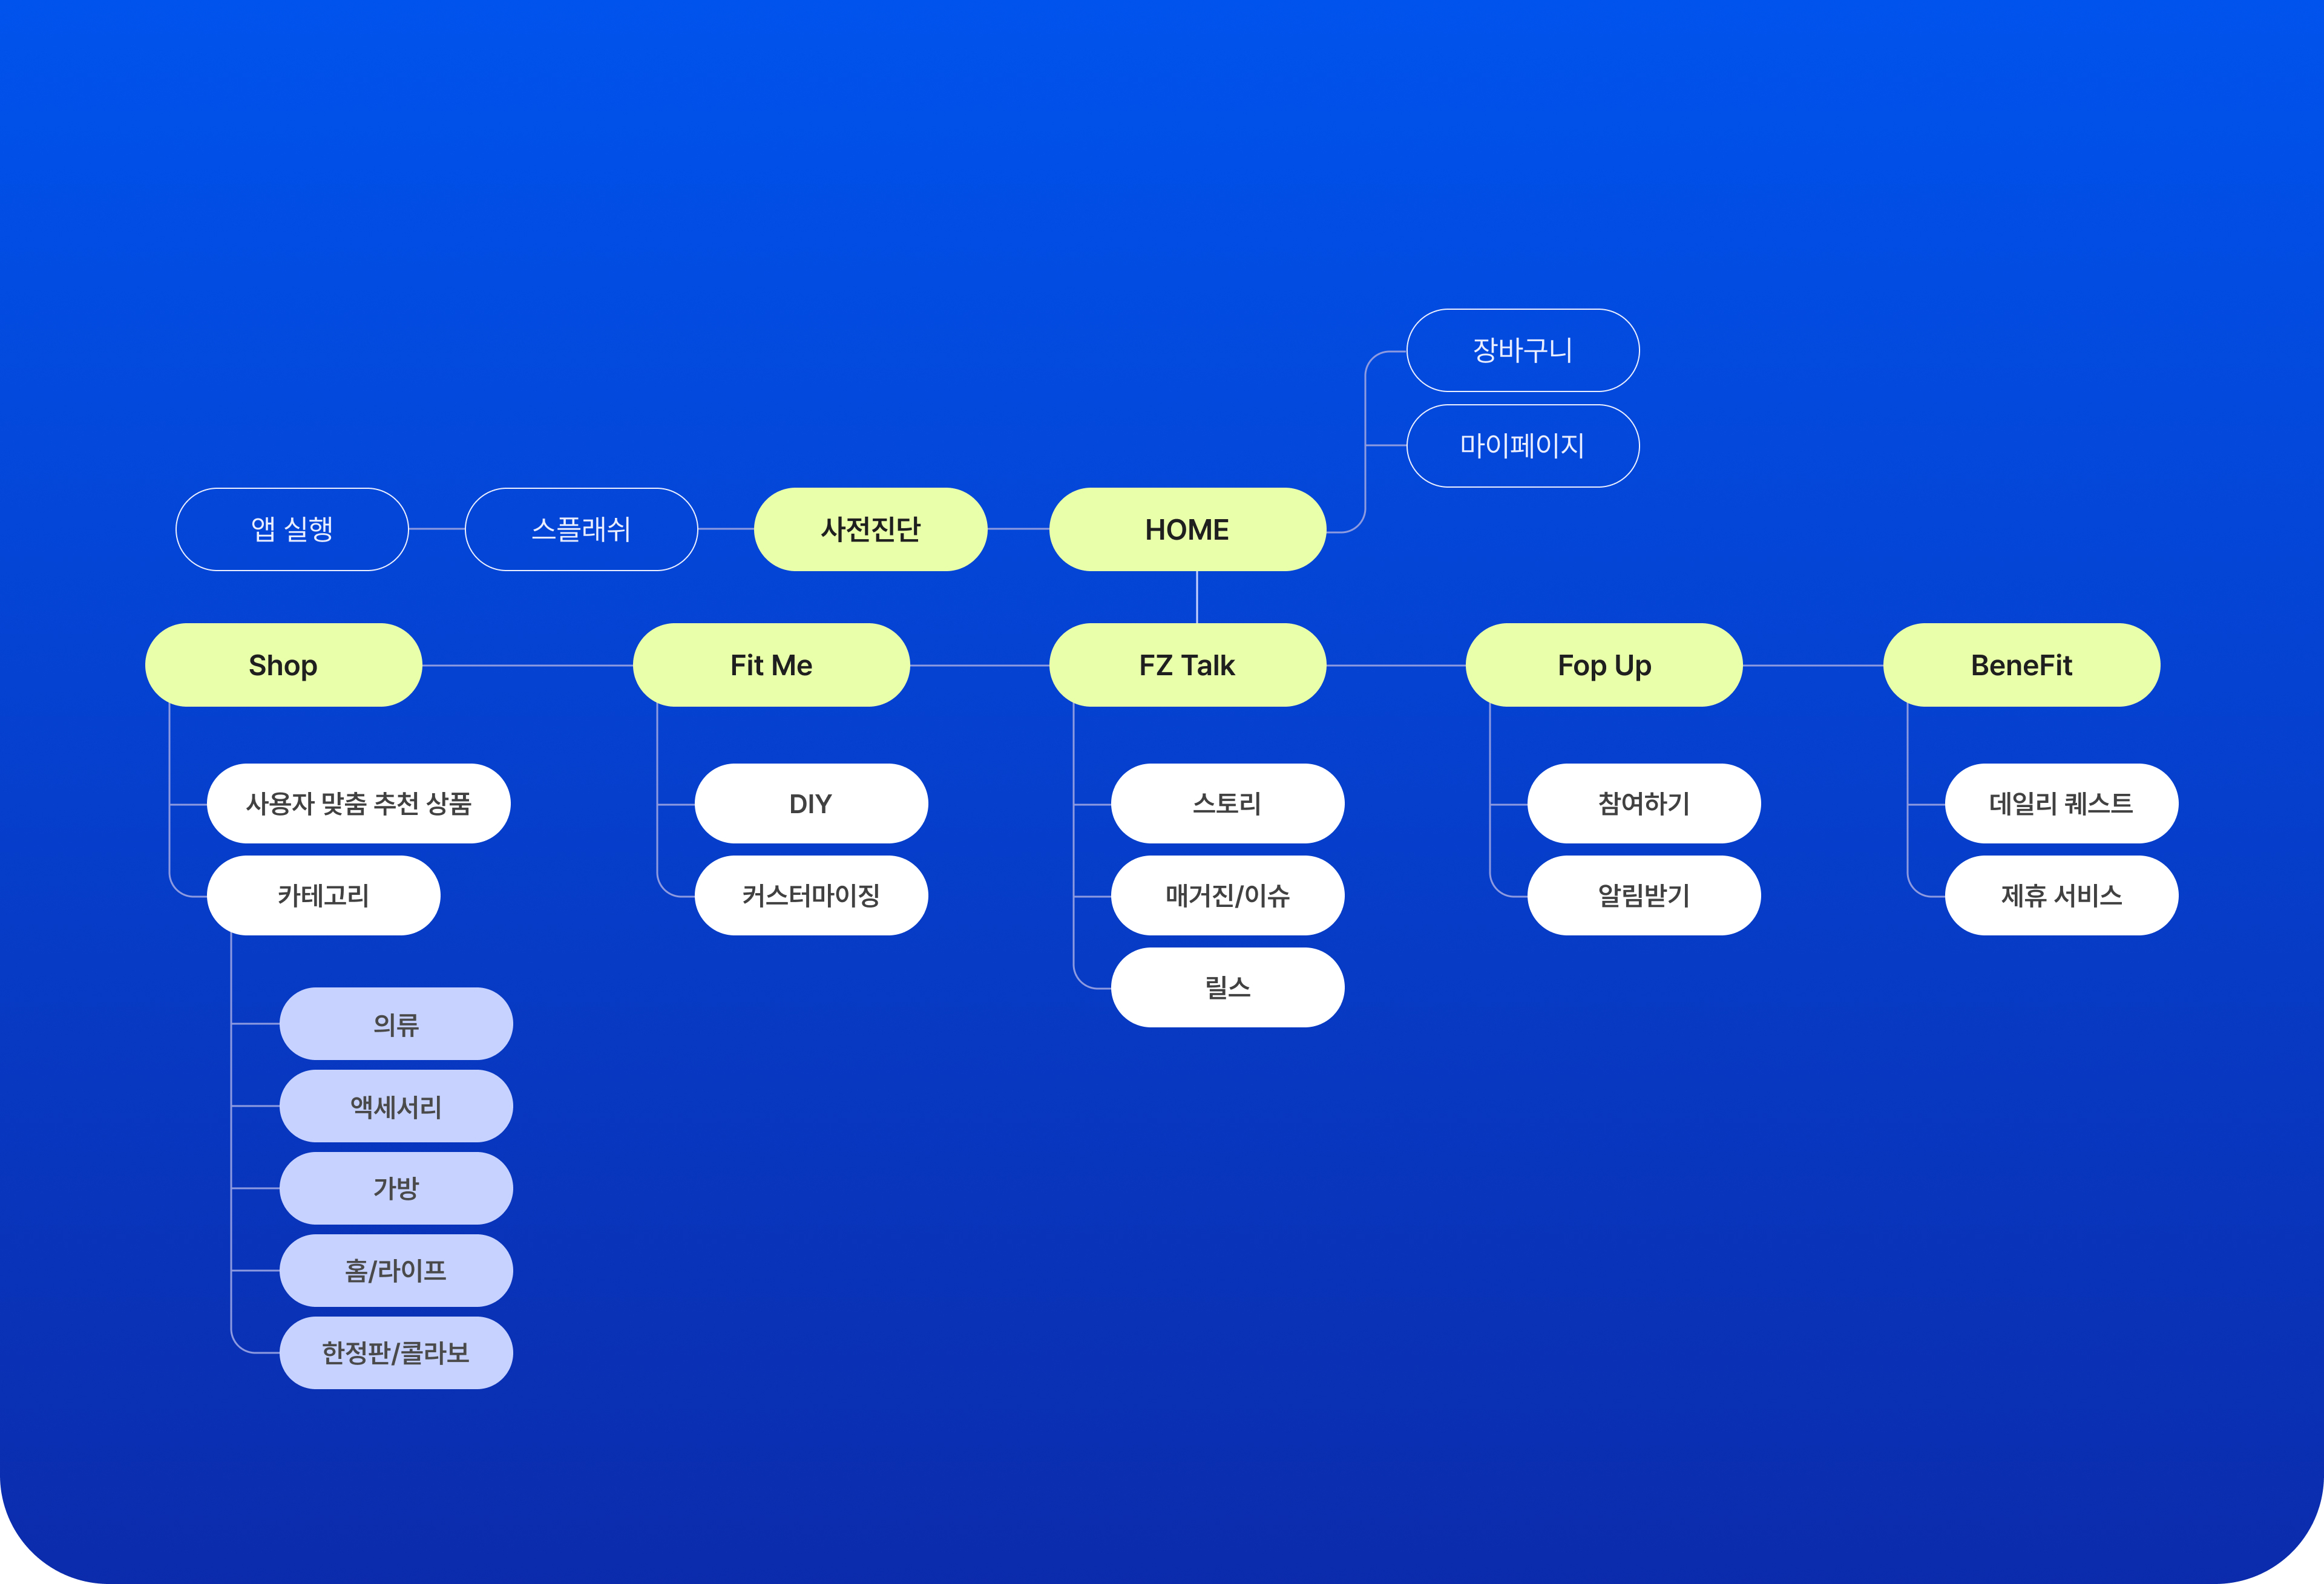 장바구니
마이페이지
앱 실행
스플래쉬
사전진단
HOME
Shop
Fit Me
FZ Talk
Fop Up
BeneFit
사용자 맞춤 추천 상품
DIY
스토리
참여하기
데일리 퀘스트
카테고리
커스터마이징
매거진/이슈
알림받기
제휴 서비스
릴스
의류
액세서리
가방
홈/라이프
한정판/콜라보